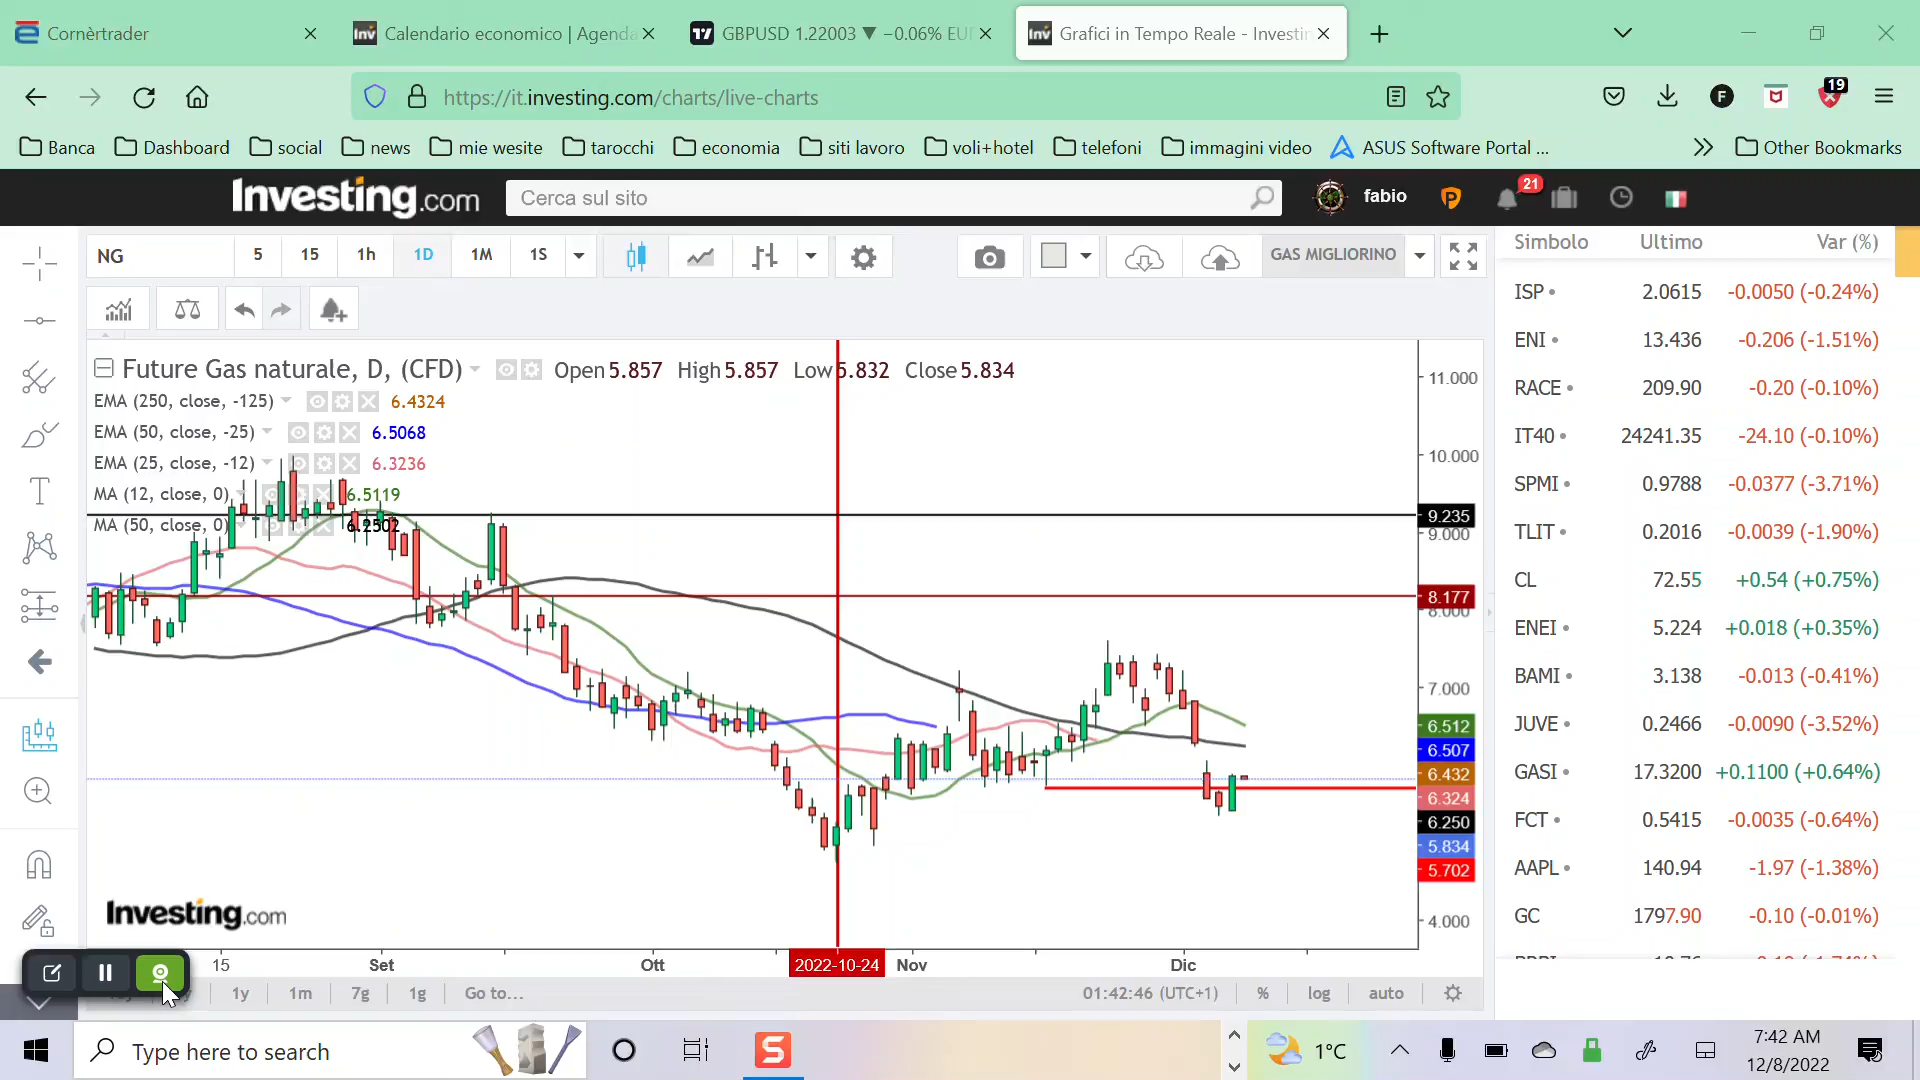 Cornèrtrader
Calendario economico | Agenda
GBPUSD 1.22003 ▼ −0.06% EU
Grafici in Tempo Reale - Investin
https://it.investing.com/charts/live-charts
19
Banca
Dashboard
social
news
mie wesite
tarocchi
economia
siti lavoro
voli+hotel
telefoni
immagini video
ASUS Software Portal ...
Other Bookmarks
Investing.com
Cerca sul sito
fabio
21
NG
5
15
1h
1D
1M
1S
GAS MIGLIORINO
Future Gas naturale, D, (CFD)
Open 5.857 High 5.857 Low 5.832 Close 5.834
EMA (250, close, -125) 6.4324
EMA (50, close, -25) 6.5068
EMA (25, close, -12) 6.3236
MA (12, close, 0) 6.5119
MA (50, close, 0) 6.2502
11.000
10.000
9.235
9.000
8.177
8.000
7.000
6.512
6.507
6.432
6.324
6.250
5.834
5.702
4.000
Investing.com
15
Set
Ott
2022-10-24
Nov
Dic
1y
1m
7g
1g
Go to...
01:42:46 (UTC+1)
%
log
auto
Simbolo Ultimo Var (%)
ISP 2.0615 -0.0050 (-0.24%)
ENI 13.436 -0.206 (-1.51%)
RACE 209.90 -0.20 (-0.10%)
IT40 24241.35 -24.10 (-0.10%)
SPMI 0.9788 -0.0377 (-3.71%)
TLIT 0.2016 -0.0039 (-1.90%)
CL 72.55 +0.54 (+0.75%)
ENEI 5.224 +0.018 (+0.35%)
BAMI 3.138 -0.013 (-0.41%)
JUVE 0.2466 -0.0090 (-3.52%)
GASI 17.3200 +0.1100 (+0.64%)
FCT 0.5415 -0.0035 (-0.64%)
AAPL 140.94 -1.97 (-1.38%)
GC 1797.90 -0.10 (-0.01%)
Type here to search
1°C
7:42 AM
12/8/2022